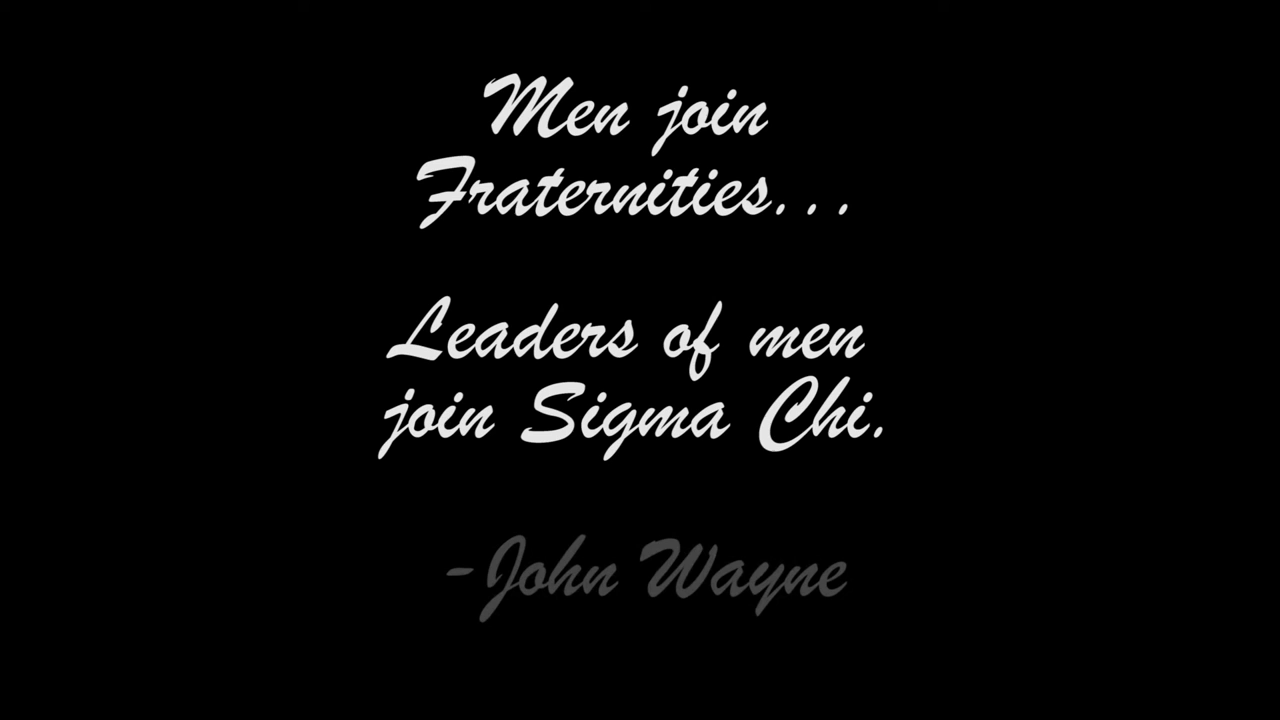 Men join
Fraternities...
Leaders of men
join Sigma Chi.
-John Wayne